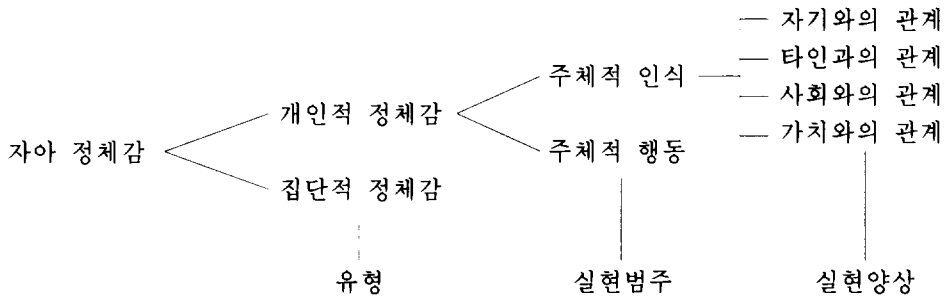 자기와의 관계
타인과의 관계
주체적 인식
사회와의 관계
개인적 정체감
가치와의 관계
자아 정체감
주체적 행동
집단적 정체감
유형
실현범주
실현양상